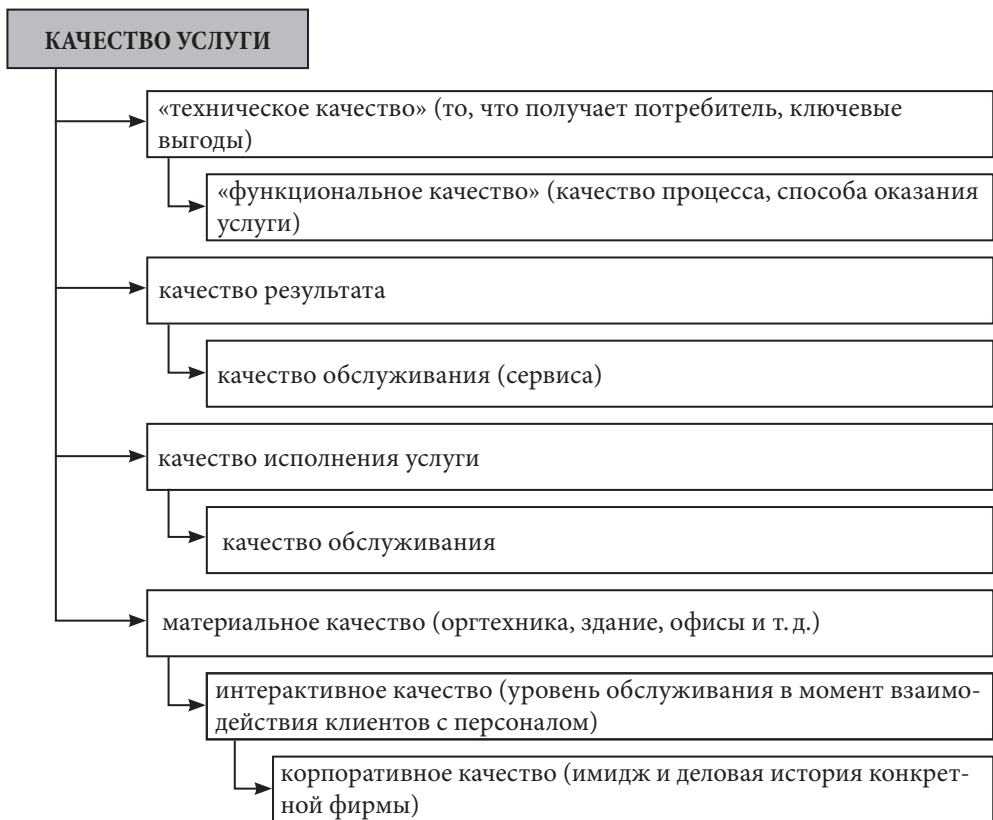 КАЧЕСТВО УСЛУГИ
«техническое качество» (то, что получает потребитель, ключевые
выгоды)
«функциональное качество» (качество процесса, способа оказания
услуги)
качество результата
качество обслуживания (сервиса)
качество исполнения услуги
качество обслуживания
материальное качество (оргтехника, здание, офисы и т. д.)
интерактивное качество (уровень обслуживания в момент взаимо-
действия клиентов с персоналом)
корпоративное качество (имидж и деловая история конкрет-
ной фирмы)